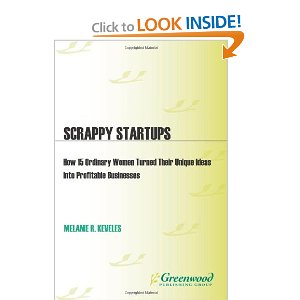 Click to LOOK INSIDE!
SCRAPPY STARTUPS
How 15 Ordinary Women Turned Their Unique Ideas
Into Profitable Businesses
MELANIE R. KEVELES
Greenwood
PUBLISHING GROUP